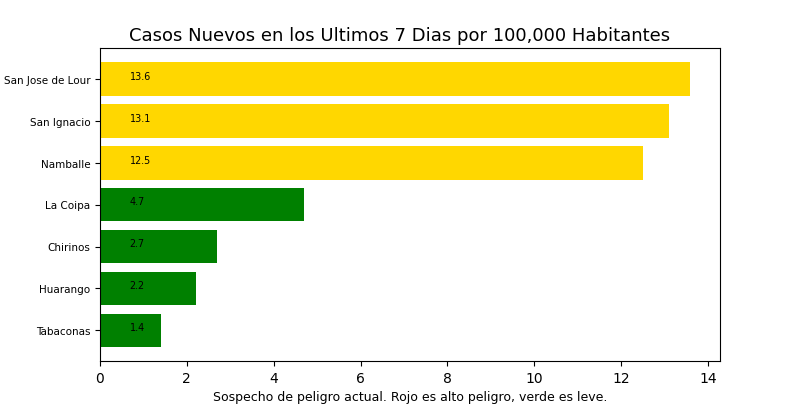 Casos Nuevos en los Ultimos 7 Dias por 100,000 Habitantes
San Jose de Lour 13.6
San Ignacio 13.1
Namballe 12.5
La Coipa 4.7
Chirinos 2.7
Huarango 2.2
Tabaconas 1.4
0 2 4 6 8 10 12 14
Sospecho de peligro actual. Rojo es alto peligro, verde es leve.